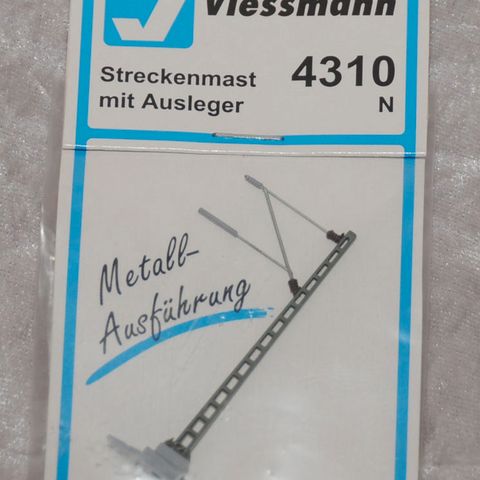 Viessmann
Streckenmast 4310
mit Ausleger N
Metall-
Ausführung